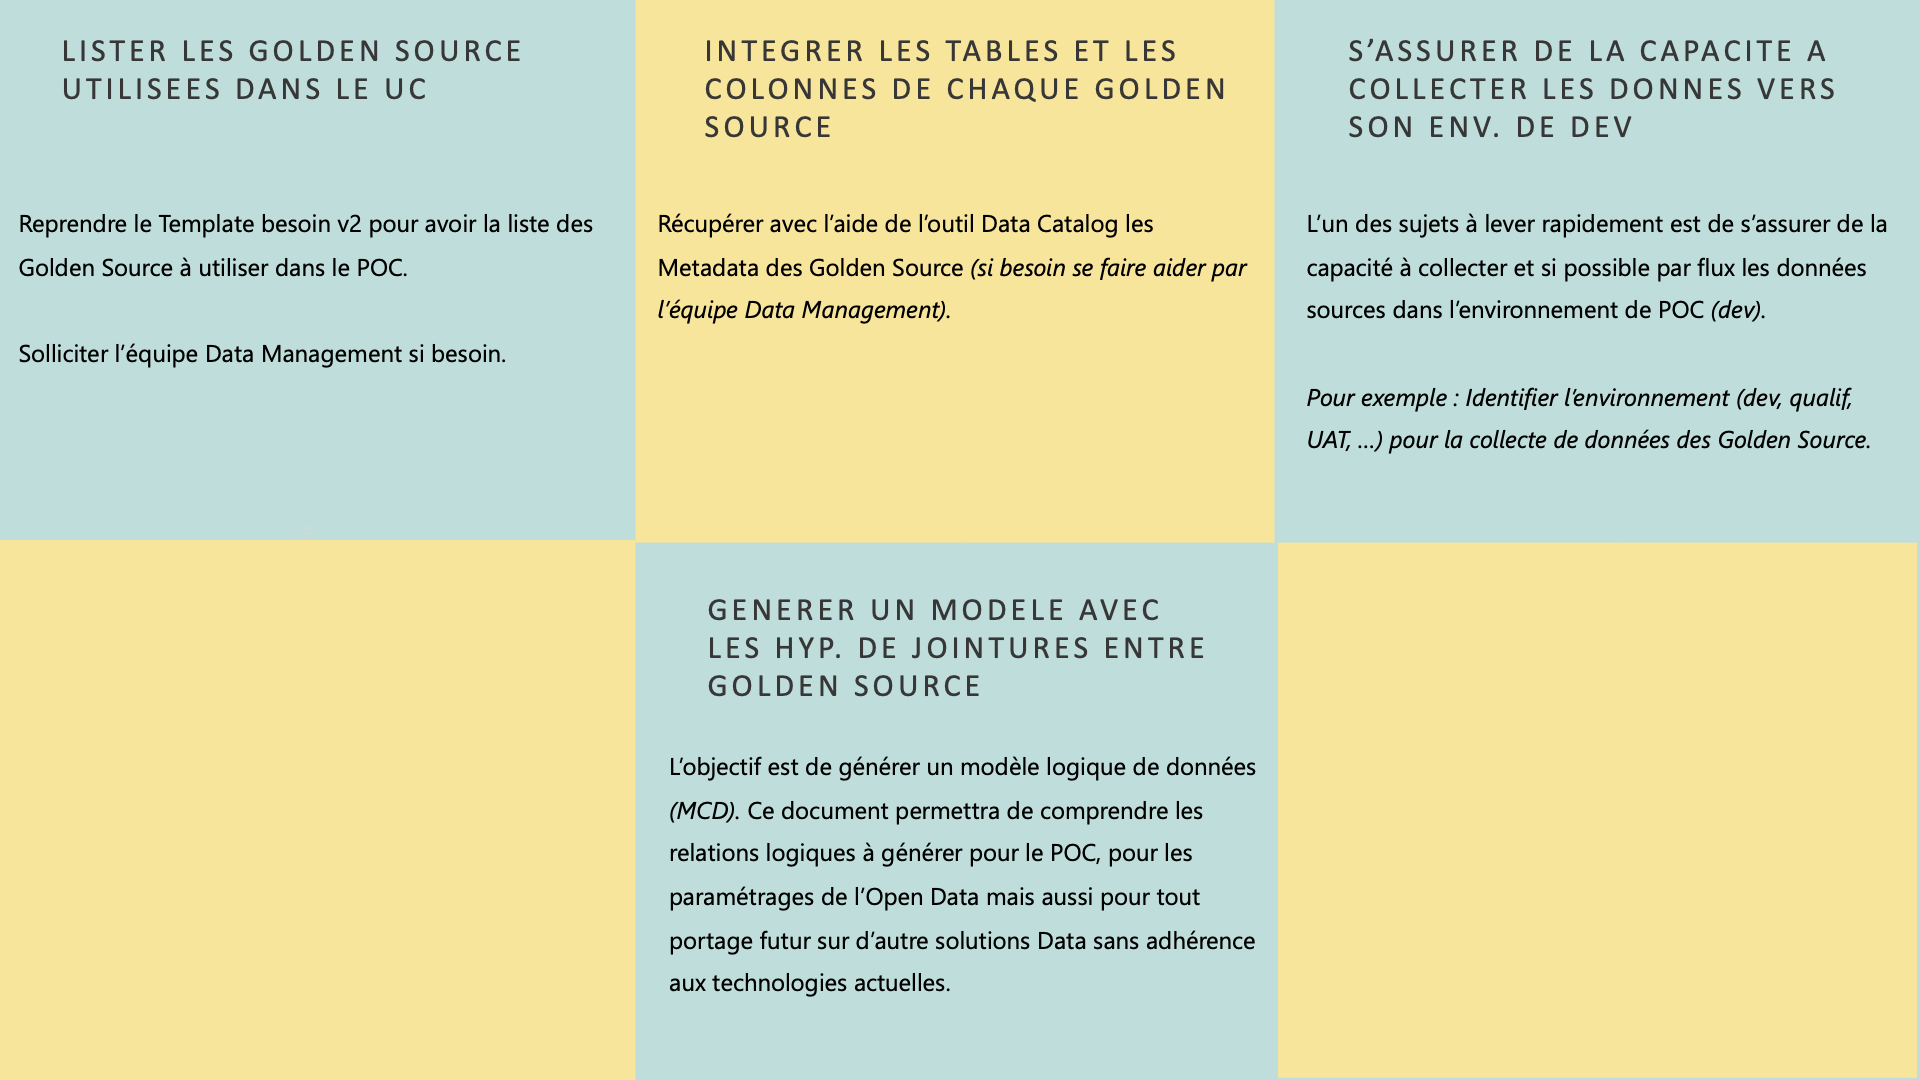 LISTER LES GOLDEN SOURCE
UTILISEES DANS LE UC
Reprendre le Template besoin v2 pour avoir la liste des
Golden Source à utiliser dans le POC.
Solliciter l’équipe Data Management si besoin.
INTEGRER LES TABLES ET LES
COLONNES DE CHAQUE GOLDEN
SOURCE
Récupérer avec l’aide de l’outil Data Catalog les
Metadata des Golden Source (si besoin se faire aider par
l’équipe Data Management).
S’ASSURER DE LA CAPACITE A
COLLECTER LES DONNES VERS
SON ENV. DE DEV
L’un des sujets à lever rapidement est de s’assurer de la
capacité à collecter et si possible par flux les données
sources dans l’environnement de POC (dev).
Pour exemple : Identifier l’environnement (dev, qualif,
UAT, …) pour la collecte de données des Golden Source.
GENERER UN MODELE AVEC
LES HYP. DE JOINTURES ENTRE
GOLDEN SOURCE
L’objectif est de générer un modèle logique de données
(MCD). Ce document permettra de comprendre les
relations logiques à générer pour le POC, pour les
paramétrages de l’Open Data mais aussi pour tout
portage futur sur d’autre solutions Data sans adhérence
aux technologies actuelles.